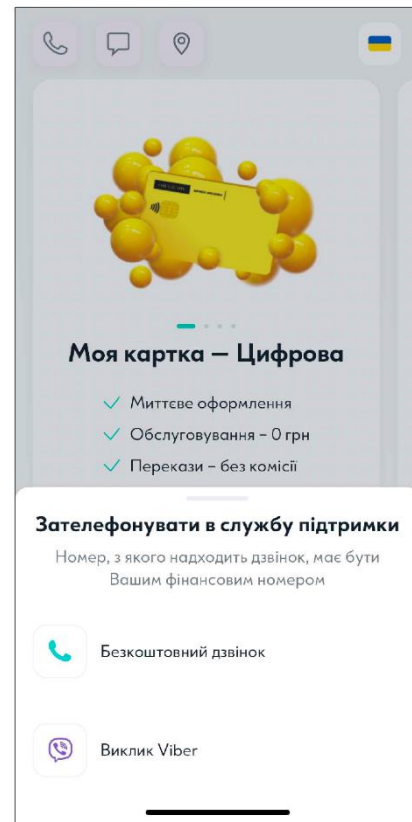 Моя картка — Цифрова
Миттєве оформлення
Обслуговування – 0 грн
Перекази – без комісії
Зателефонувати в службу підтримки
Номер, з якого надходить дзвінок, має бути
Вашим фінансовим номером
Безкоштовний дзвінок
Виклик Viber